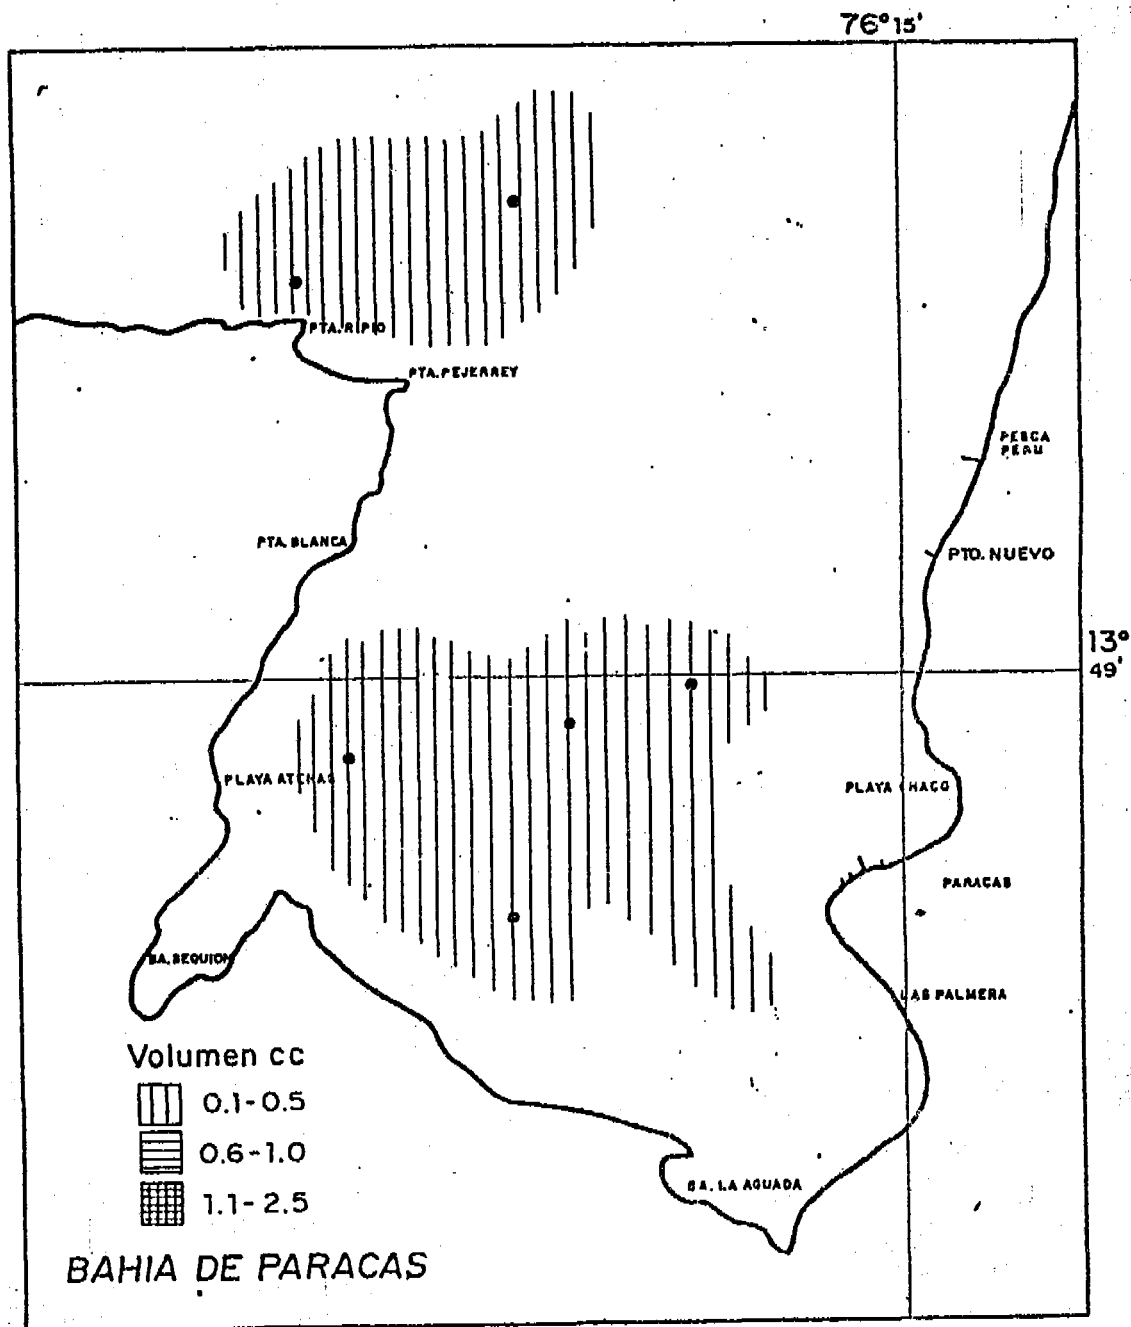 76° 15'
PTA. RIPIO
PTA. PEJERREY
PESCA
PERU
PTA. BLANCA
PTO. NUEVO
13°
49'
PLAYA ATENAS
PLAYA CHACO
PARACAS
BA. SEQUION
LAS PALMERA
Volumen cc
0.1-0.5
0.6-1.0
1.1-2.5
BA. LA AGUADA
BAHIA DE PARACAS